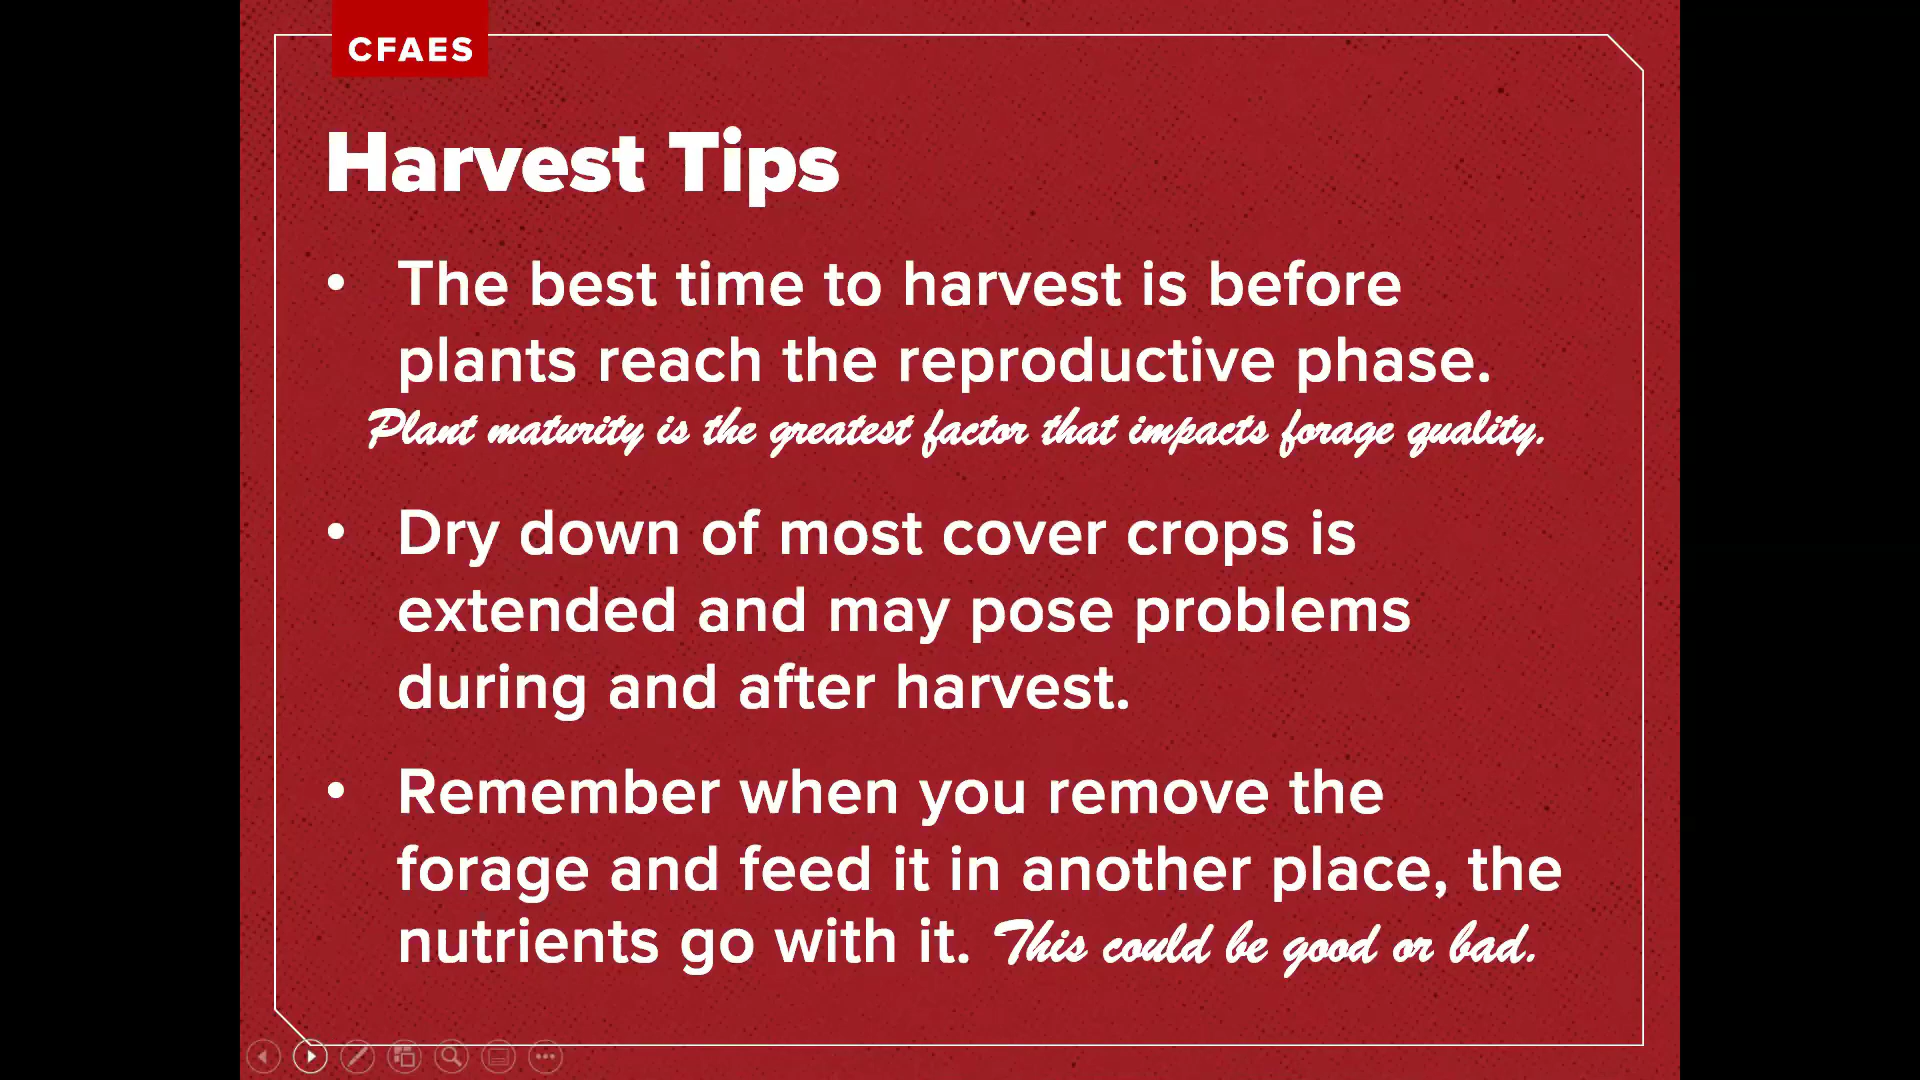 CFAES
Harvest Tips
• The best time to harvest is before
plants reach the reproductive phase.
Plant maturity is the greatest factor that impacts forage quality.
• Dry down of most cover crops is
extended and may pose problems
during and after harvest.
• Remember when you remove the
forage and feed it in another place, the
nutrients go with it. This could be good or bad.